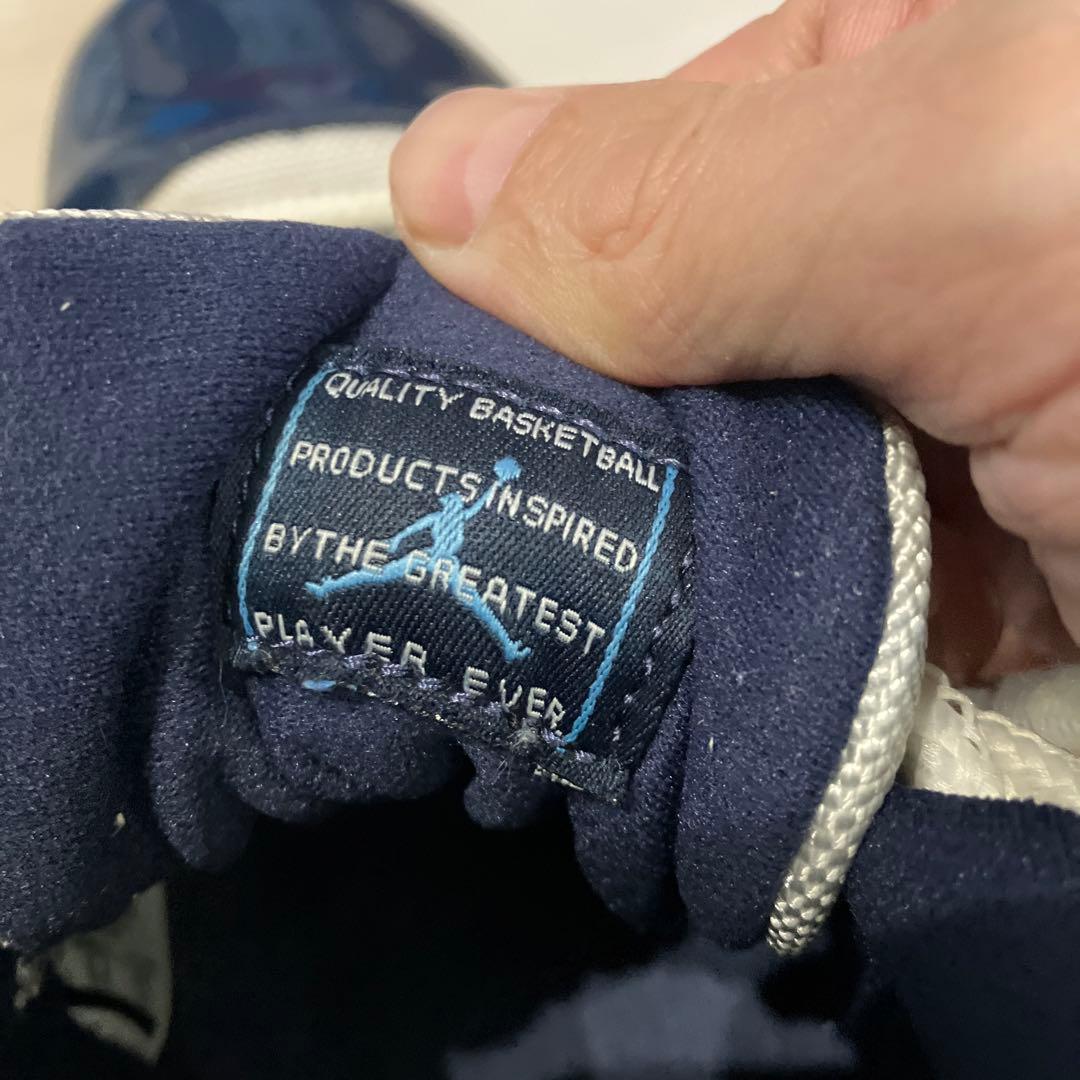 QUALITY BASKETBALL
PRODUCTS INSPIRED
BY THE GREATEST
PLAYER EVER